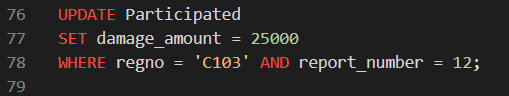 76 UPDATE Participated
77 SET damage_amount = 25000
78 WHERE regno = 'C103' AND report_number = 12;
79